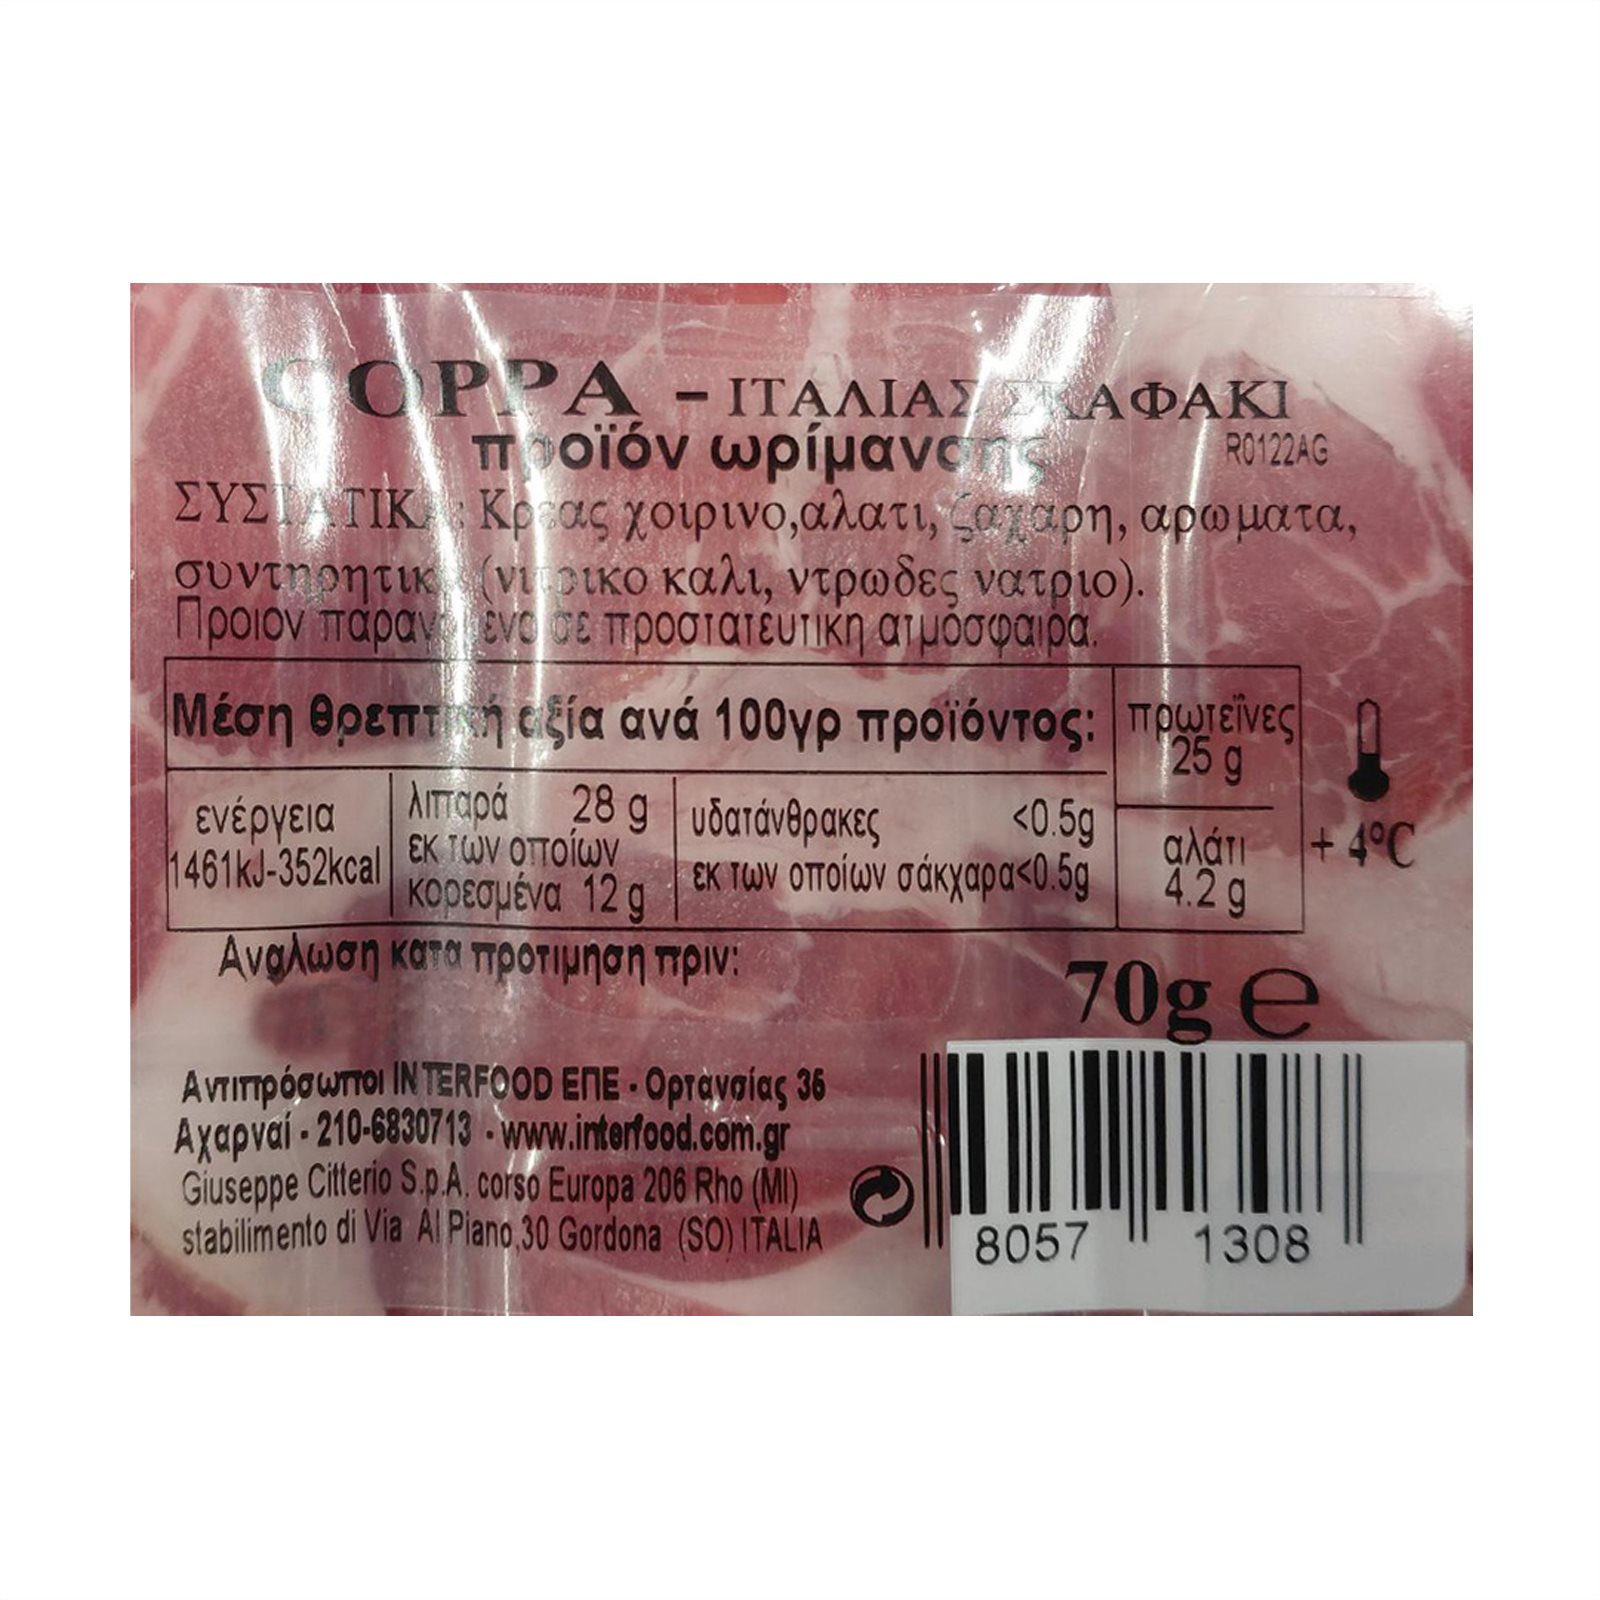 COPPA - ΙΤΑΛΙΑΣ ΣΚΑΦΑΚΙ
προϊόν ωρίμανσης R0122AG
ΣΥΣΤΑΤΙΚΑ: Κρεας χοιρινο,αλατι, ζαχαρη, αρωματα,
συντηρητικα (νιτρικο καλι, ντρωδες νατριο).
Προιον παραγομενο σε προστατευτικη ατμοσφαιρα.
Μέση θρεπτική αξία ανά 100γρ προϊόντος:
πρωτεΐνες
25 g
ενέργεια
1461kJ-352kcal
λιπαρά 28 g
εκ των οποίων
κορεσμένα 12 g
υδατάνθρακες <0.5g
εκ των οποίων σάκχαρα<0.5g
αλάτι
4.2 g
+ 4°C
Αναλωση κατα προτιμηση πριν:
70g e
Αντιπρόσωποι INTERFOOD ΕΠΕ - Ορτανσίας 36
Αχαρναί - 210-6830713 - www.interfood.com.gr
Giuseppe Citterio S.p.A. corso Europa 206 Rho (MI)
stabilimento di Via Al Piano,30 Gordona (SO) ITALIA
8057 1308